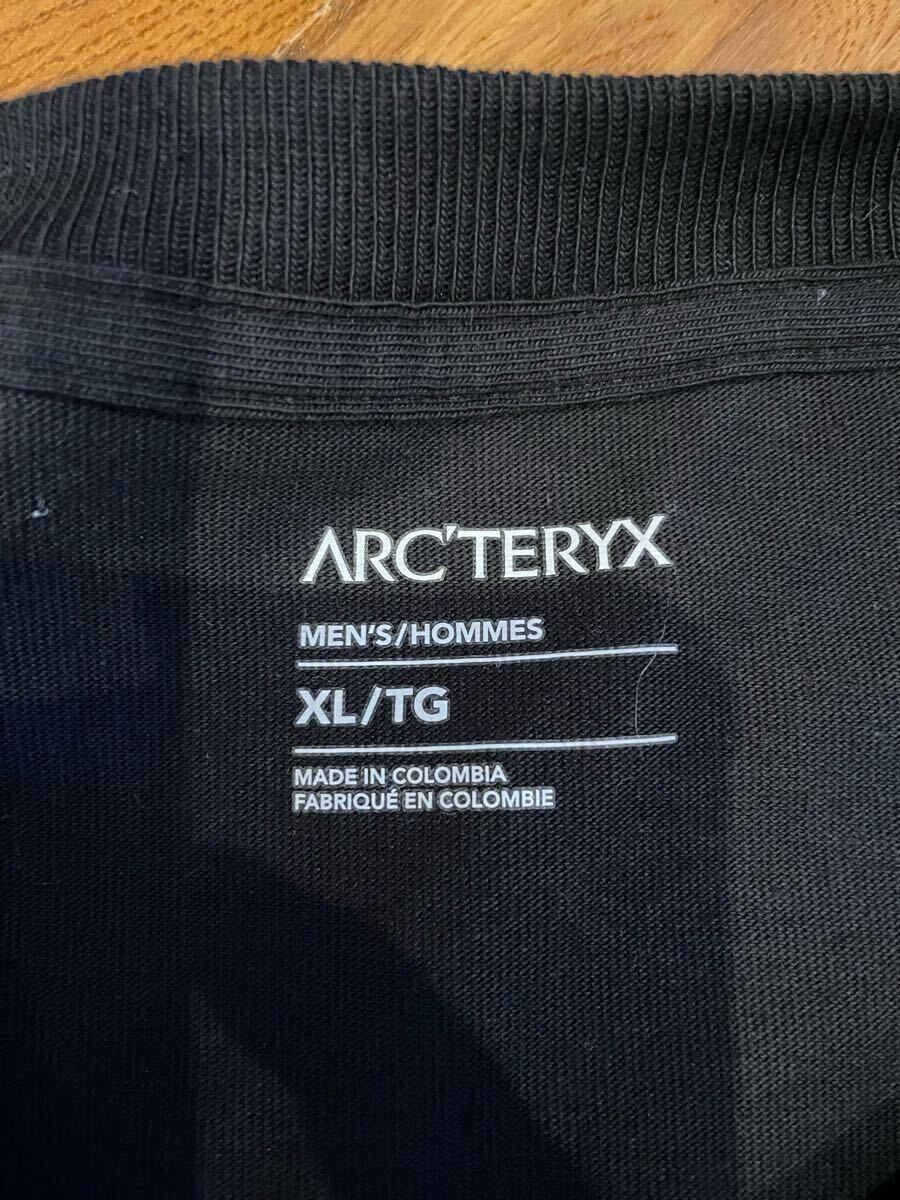 ARC'TERYX
MEN'S/HOMMES
XL/TG
MADE IN COLOMBIA
FABRIQUÉ EN COLOMBIE